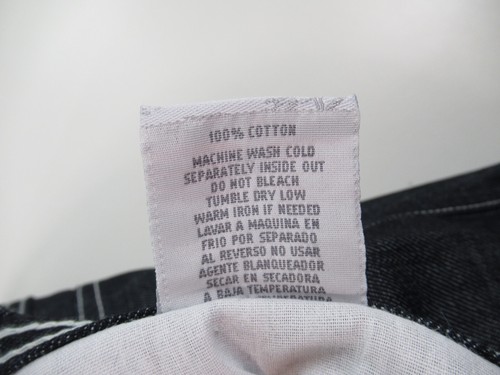 100% COTTON
MACHINE WASH COLD
SEPARATELY INSIDE OUT
DO NOT BLEACH
TUMBLE DRY LOW
WARM IRON IF NEEDED
LAVAR A MAQUINA EN
FRIO POR SEPARADO
AL REVERSO NO USAR
AGENTE BLANQUEADOR
SECAR EN SECADORA
A BAJA TEMPERATURA